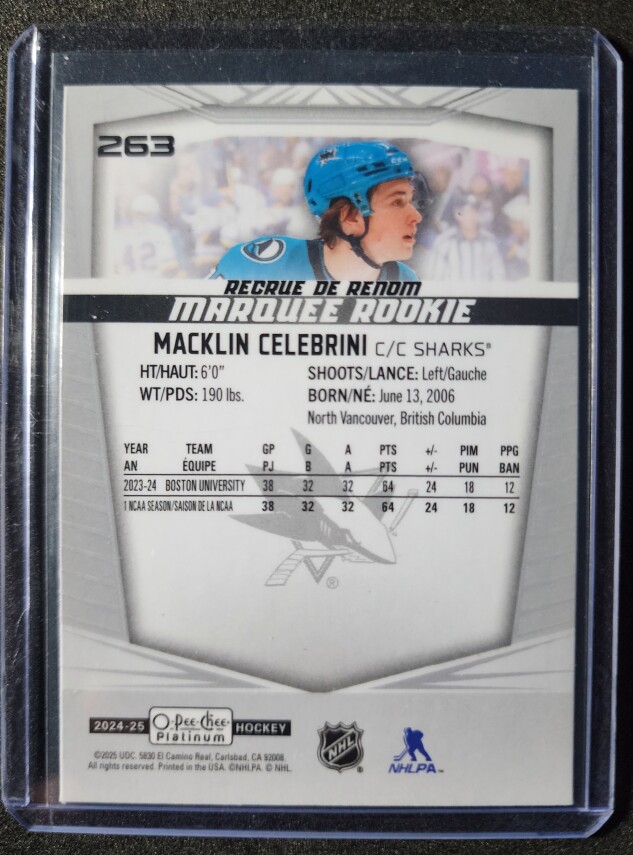 263
RECRUE DE RENOM
MARQUEE ROOKIE
MACKLIN CELEBRINI C/C SHARKS®
HT/HAUT: 6'0" SHOOTS/LANCE: Left/Gauche
WT/PDS: 190 lbs. BORN/NÉ: June 13, 2006
North Vancouver, British Columbia
YEAR TEAM GP G A PTS +/- PIM PPG
AN ÉQUIPE PJ B A PTS +/- PUN BAN
2023-24 BOSTON UNIVERSITY 38 32 32 64 24 18 12
1 NCAA SEASON/SAISON DE LA NCAA 38 32 32 64 24 18 12
®
2024-25 O-Pee-Chee Platinum HOCKEY
NHL ®
NHLPA™
©2025 UDC. 5830 El Camino Real, Carlsbad, CA 92008.
All rights reserved. Printed in the USA. ©NHLPA. © NHL.